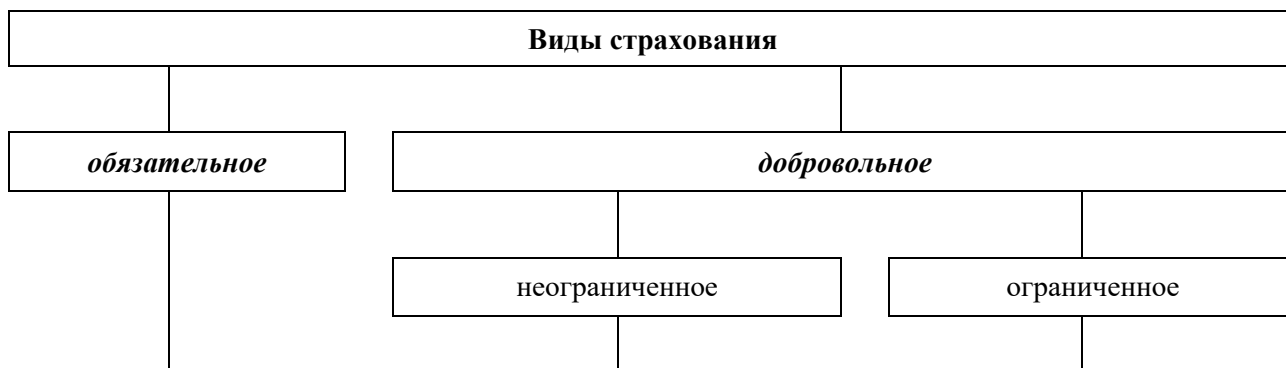 Виды страхования
обязательное
добровольное
неограниченное
ограниченное